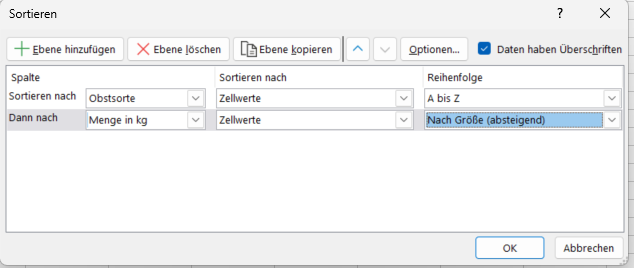 Sortieren ?
Ebene hinzufügen Ebene löschen Ebene kopieren Optionen... Daten haben Überschriften
Spalte Sortieren nach Reihenfolge
Sortieren nach Obstsorte Zellwerte A bis Z
Dann nach Menge in kg Zellwerte Nach Größe (absteigend)
OK Abbrechen